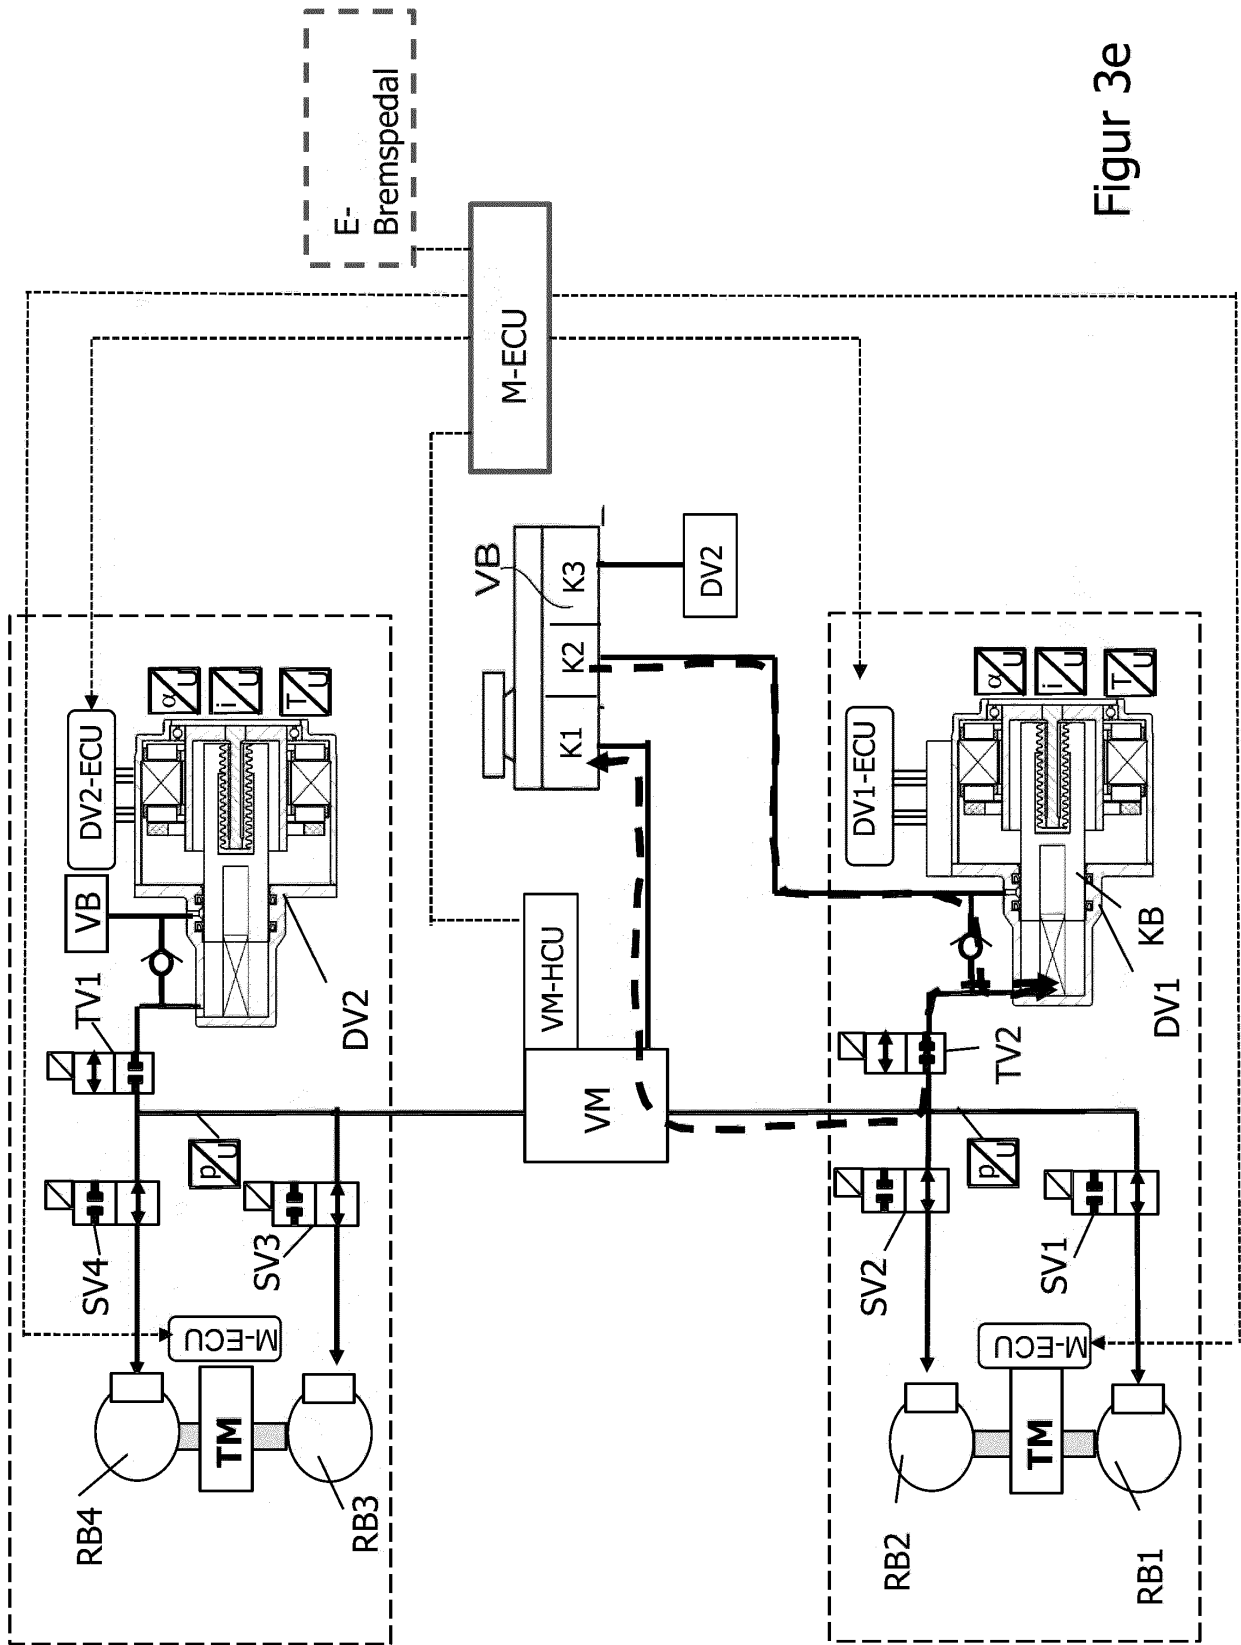 E-
Bremspedal
Figur 3e
M-ECU
DV2-ECU
α
U
i
U
T
U
VB
TV1
DV2
p
U
SV4
SV3
M-ECU
TM
RB4
RB3
VB
K1
K2
K3
DV2
VM-HCU
VM
DV1-ECU
α
U
i
U
T
U
KB
DV1
TV2
p
U
SV2
SV1
M-ECU
TM
RB2
RB1